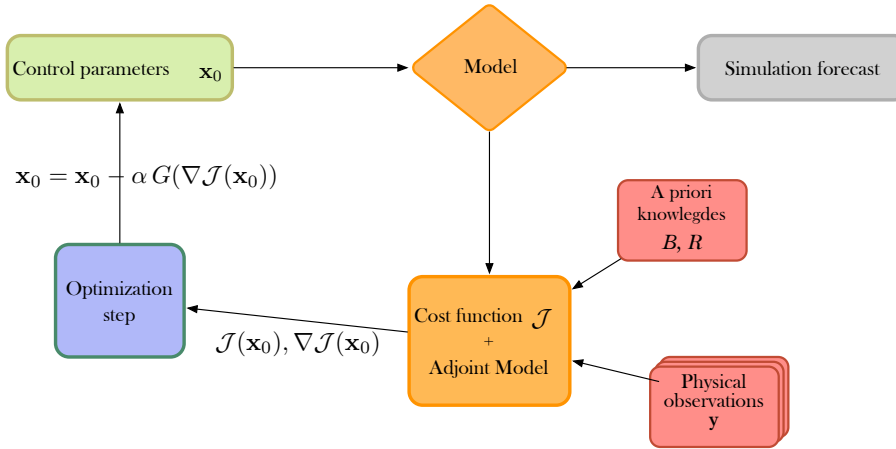 Control parameters x₀
Model
Simulation forecast
x₀ = x₀ − α G(∇𝒥(x₀))
A priori
knowlegdes
B, R
Optimization
step
Cost function 𝒥
+
Adjoint Model
𝒥(x₀), ∇𝒥(x₀)
Physical
observations
y